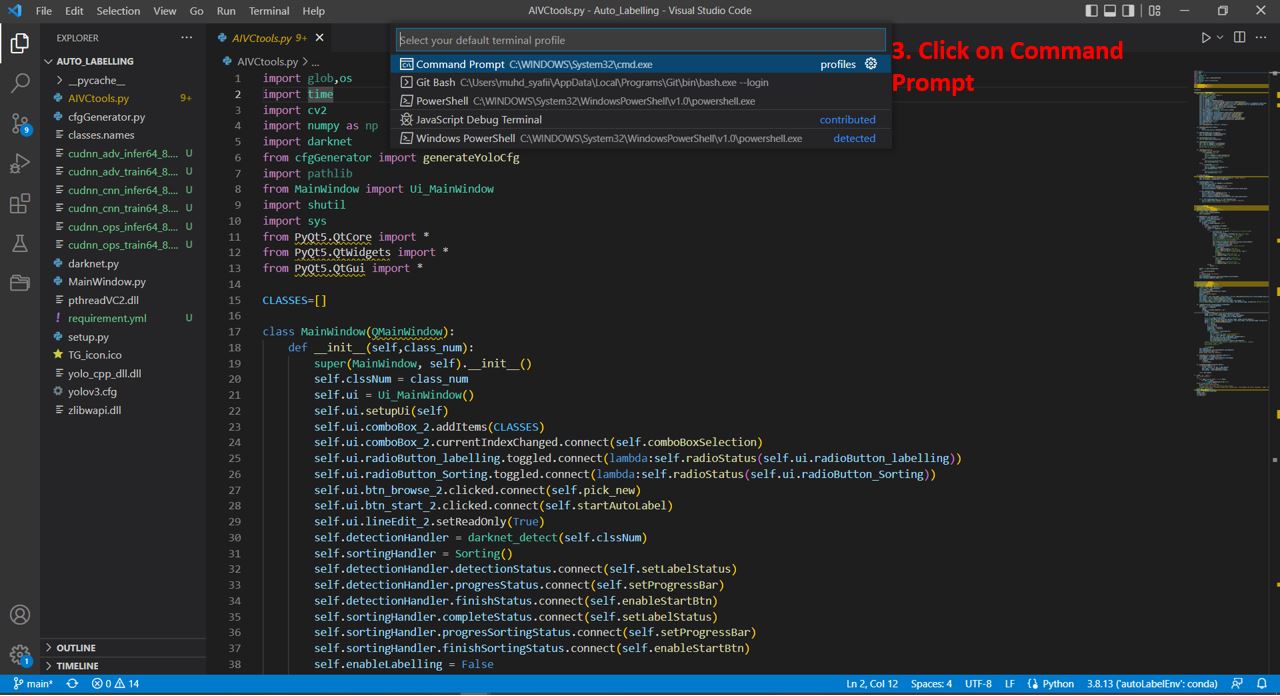 File Edit Selection View Go Run Terminal Help
AIVCtools.py - Auto_Labelling - Visual Studio Code
EXPLORER
AIVCtools.py 9+
Select your default terminal profile
Command Prompt C:\WINDOWS\System32\cmd.exe profiles
Git Bash C:\Users\muhd_syafii\AppData\Local\Programs\Git\bin\bash.exe --login
PowerShell C:\WINDOWS\System32\WindowsPowerShell\v1.0\powershell.exe
JavaScript Debug Terminal contributed
Windows PowerShell C:\WINDOWS\System32\WindowsPowerShell\v1.0\powershell.exe detected
3. Click on Command
Prompt
AUTO_LABELLING
__pycache__
AIVCtools.py 9+
cfgGenerator.py
classes.names
cudnn_adv_infer64_8.... U
cudnn_adv_train64_8.... U
cudnn_cnn_infer64_8.... U
cudnn_cnn_train64_8.... U
cudnn_ops_infer64_8.... U
cudnn_ops_train64_8.... U
darknet.py
MainWindow.py
pthreadVC2.dll
requirement.yml U
setup.py
TG_icon.ico
yolo_cpp_dll.dll
yolov3.cfg
zlibwapi.dll
OUTLINE
TIMELINE
9
1
AIVCtools.py > ...
1 import glob,os
2 import time
3 import cv2
4 import numpy as np
5 import darknet
6 from cfgGenerator import generateYoloCfg
7 import pathlib
8 from MainWindow import Ui_MainWindow
9 import shutil
10 import sys
11 from PyQt5.QtCore import *
12 from PyQt5.QtWidgets import *
13 from PyQt5.QtGui import *
14
15 CLASSES=[]
16
17 class MainWindow(QMainWindow):
18 def __init__(self,class_num):
19 super(MainWindow, self).__init__()
20 self.clssNum = class_num
21 self.ui = Ui_MainWindow()
22 self.ui.setupUi(self)
23 self.ui.comboBox_2.addItems(CLASSES)
24 self.ui.comboBox_2.currentIndexChanged.connect(self.comboBoxSelection)
25 self.ui.radioButton_labelling.toggled.connect(lambda:self.radioStatus(self.ui.radioButton_labelling))
26 self.ui.radioButton_Sorting.toggled.connect(lambda:self.radioStatus(self.ui.radioButton_Sorting))
27 self.ui.btn_browse_2.clicked.connect(self.pick_new)
28 self.ui.btn_start_2.clicked.connect(self.startAutoLabel)
29 self.ui.lineEdit_2.setReadOnly(True)
30 self.detectionHandler = darknet_detect(self.clssNum)
31 self.sortingHandler = Sorting()
32 self.detectionHandler.detectionStatus.connect(self.setLabelStatus)
33 self.detectionHandler.progresStatus.connect(self.setProgressBar)
34 self.detectionHandler.finishStatus.connect(self.enableStartBtn)
35 self.sortingHandler.completeStatus.connect(self.setLabelStatus)
36 self.sortingHandler.progresSortingStatus.connect(self.setProgressBar)
37 self.sortingHandler.finishSortingStatus.connect(self.enableStartBtn)
38 self.enableLabelling = False
main* 0 14 Ln 2, Col 12 Spaces: 4 UTF-8 LF Python 3.8.13 ('autoLabelEnv': conda)